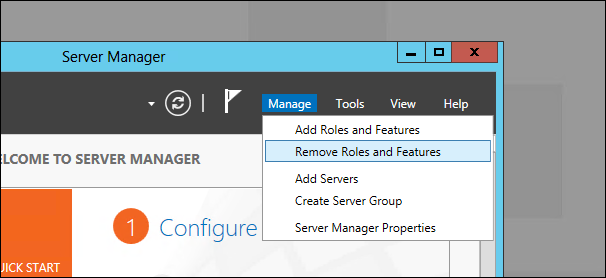 Server Manager
Manage Tools View Help
Add Roles and Features
Remove Roles and Features
Add Servers
Create Server Group
Server Manager Properties
ELCOME TO SERVER MANAGER
1 Configure
QUICK START